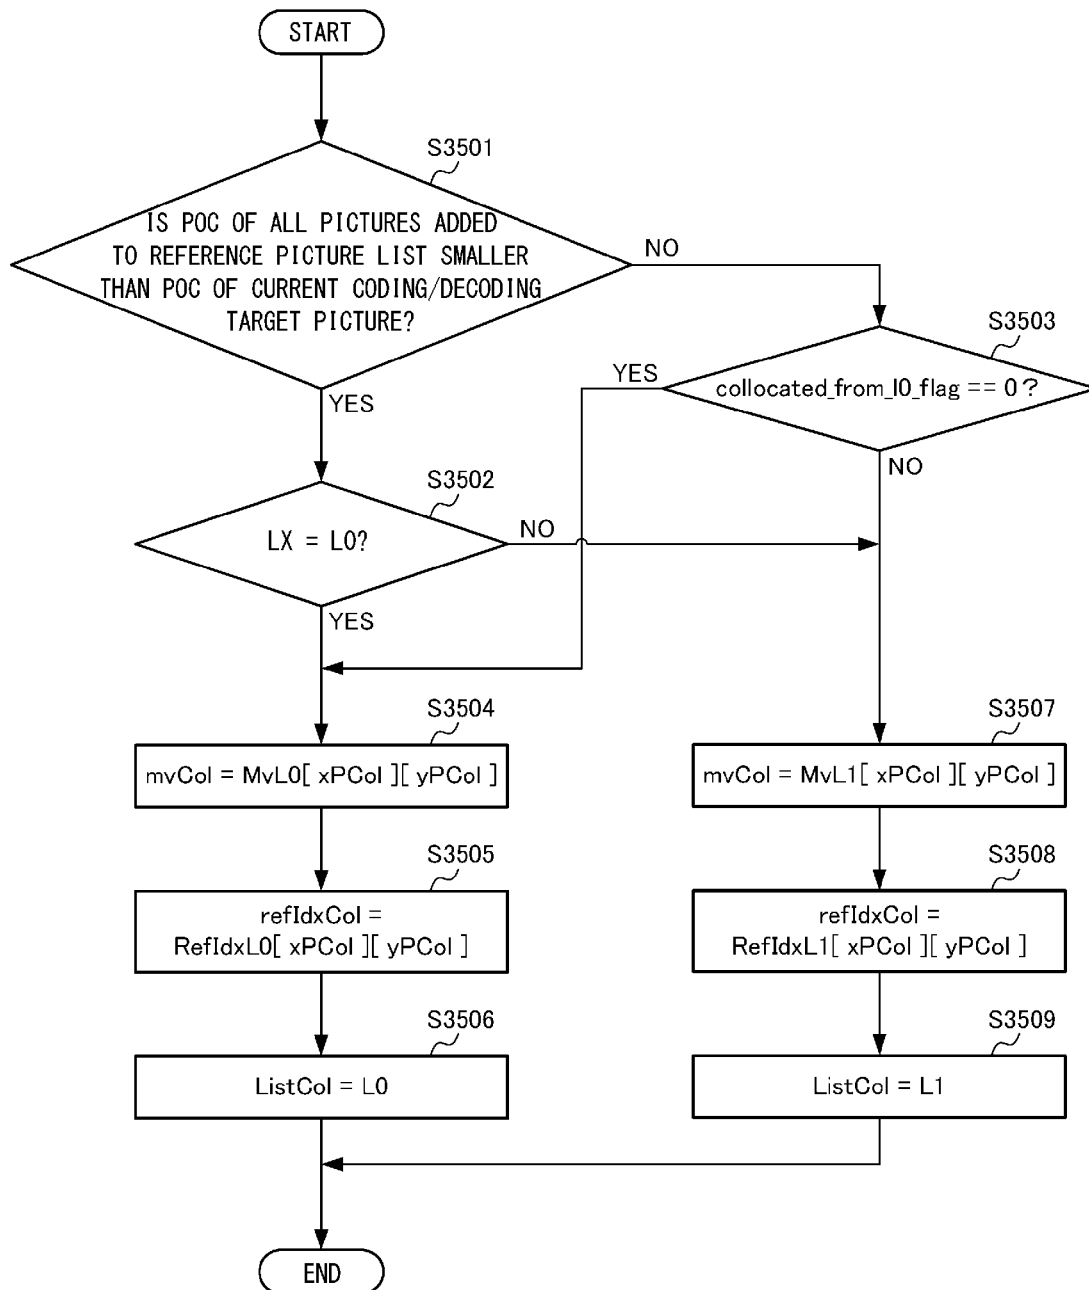 START
S3501
IS POC OF ALL PICTURES ADDED
TO REFERENCE PICTURE LIST SMALLER
THAN POC OF CURRENT CODING/DECODING
TARGET PICTURE?
NO
YES
S3503
collocated_from_l0_flag == 0?
YES
NO
S3502
LX = L0?
NO
YES
S3504
mvCol = MvL0[ xPCol ][ yPCol ]
S3507
mvCol = MvL1[ xPCol ][ yPCol ]
S3505
refIdxCol =
RefIdxL0[ xPCol ][ yPCol ]
S3508
refIdxCol =
RefIdxL1[ xPCol ][ yPCol ]
S3506
ListCol = L0
S3509
ListCol = L1
END